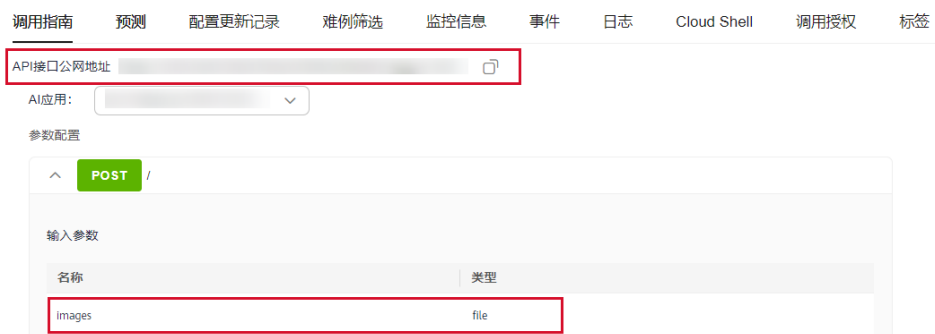 调用指南 预测 配置更新记录 难例筛选 监控信息 事件 日志 Cloud Shell 调用授权 标签
API接口公网地址
AI应用：
参数配置
POST /
输入参数
名称 类型
images file